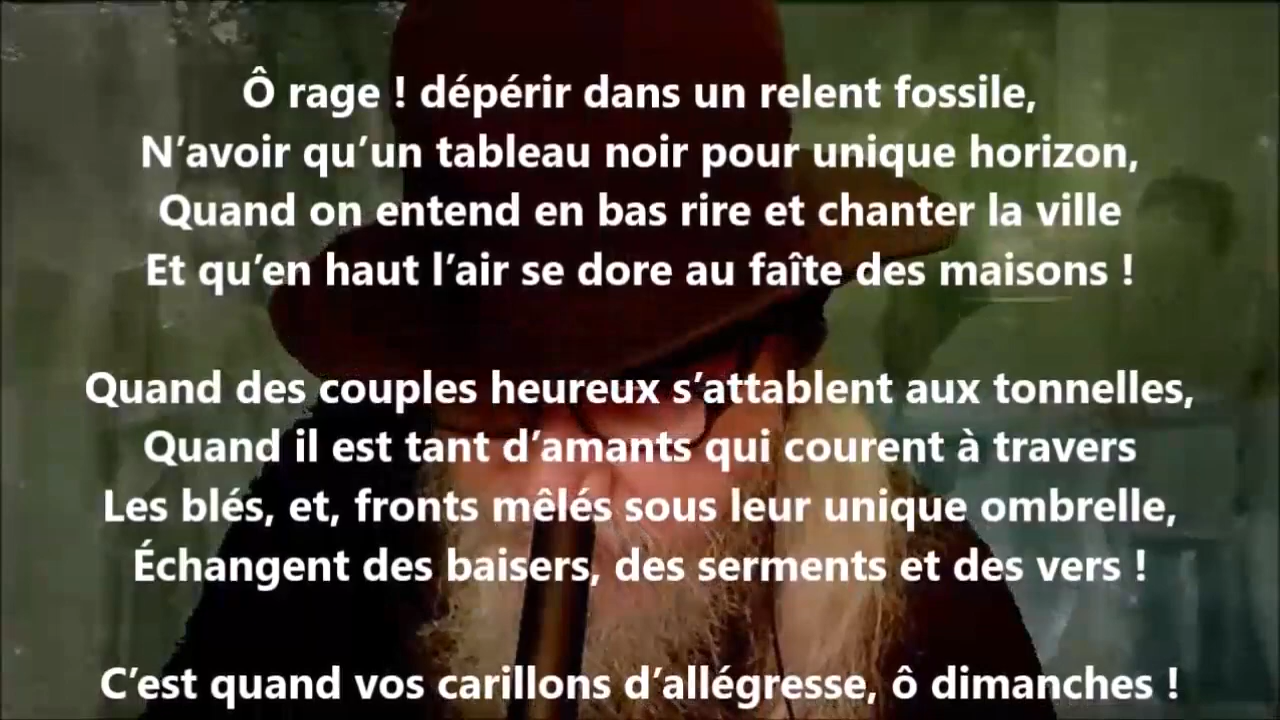 Ô rage ! dépérir dans un relent fossile,
N’avoir qu’un tableau noir pour unique horizon,
Quand on entend en bas rire et chanter la ville
Et qu’en haut l’air se dore au faîte des maisons !
Quand des couples heureux s’attablent aux tonnelles,
Quand il est tant d’amants qui courent à travers
Les blés, et, fronts mêlés sous leur unique ombrelle,
Échangent des baisers, des serments et des vers !
C’est quand vos carillons d’allégresse, ô dimanches !